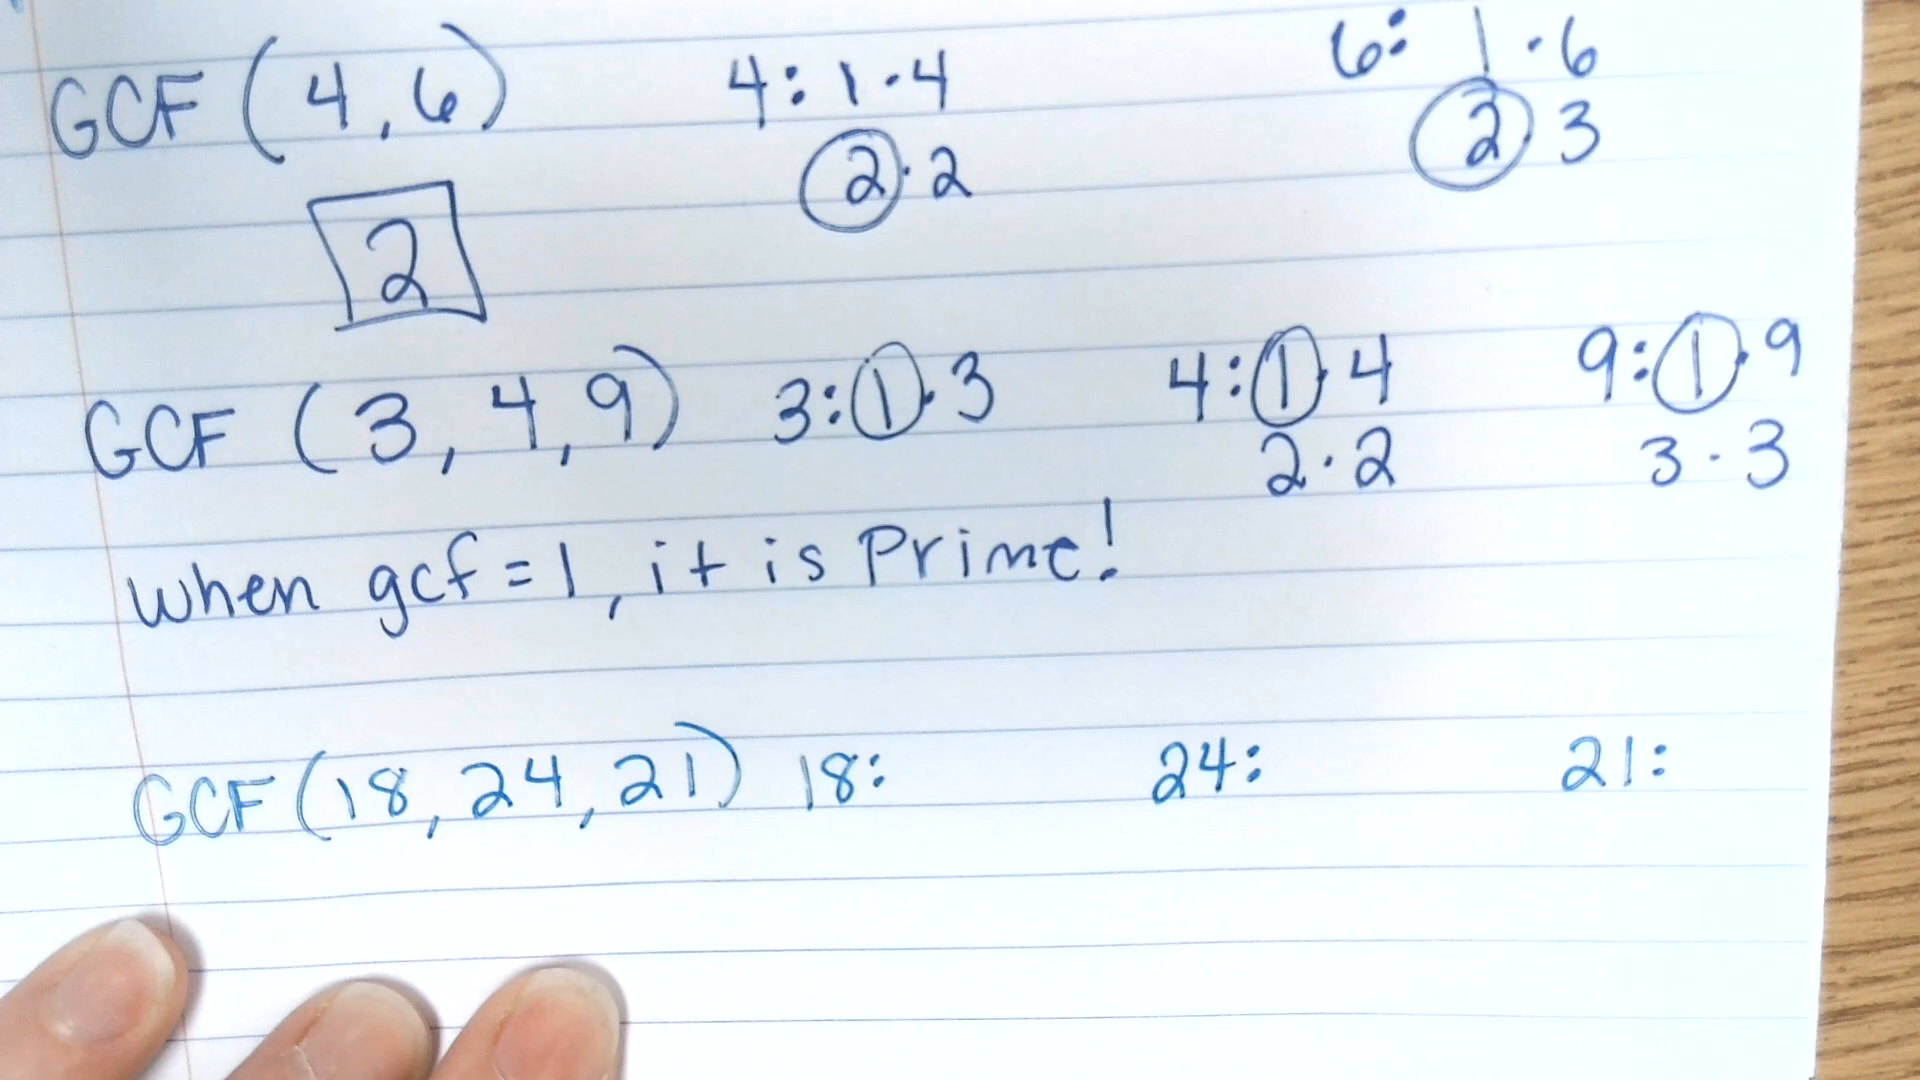 GCF (4,6) 4: 1·4 6: 1·6
2·2 2·3
2
GCF (3,4,9) 3: 1·3 4: 1·4 9: 1·9
2·2 3·3
when gcf = 1, it is Prime!
GCF (18, 24, 21) 18: 24: 21: